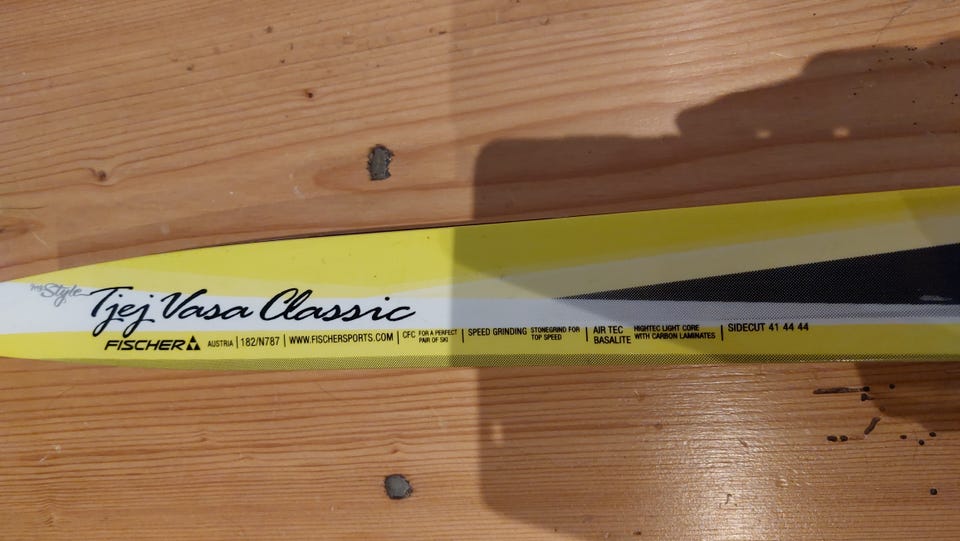 my Style Tjej Vasa Classic
FISCHER AUSTRIA | 182/N787 | WWW.FISCHERSPORTS.COM | CFC FOR A PERFECT PAIR OF SKI | SPEED GRINDING STONEGRIND FOR TOP SPEED | AIR TEC BASALITE HIGHTEC LIGHT CORE WITH CARBON LAMINATES | SIDECUT 41 44 44